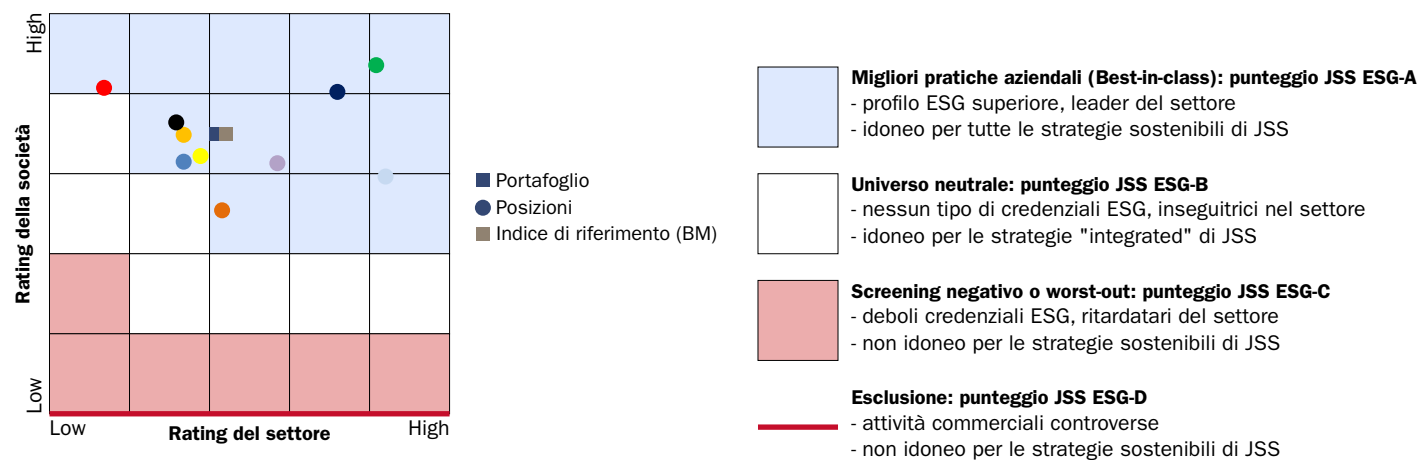 High
Rating della società
Low
Low
Rating del settore
High
Portafoglio
Posizioni
Indice di riferimento (BM)
Migliori pratiche aziendali (Best-in-class): punteggio JSS ESG-A
- profilo ESG superiore, leader del settore
- idoneo per tutte le strategie sostenibili di JSS
Universo neutrale: punteggio JSS ESG-B
- nessun tipo di credenziali ESG, inseguitrici nel settore
- idoneo per le strategie "integrated" di JSS
Screening negativo o worst-out: punteggio JSS ESG-C
- deboli credenziali ESG, ritardatari del settore
- non idoneo per le strategie sostenibili di JSS
Esclusione: punteggio JSS ESG-D
- attività commerciali controverse
- non idoneo per le strategie sostenibili di JSS